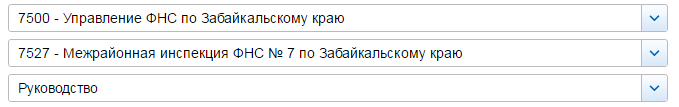 7500 - Управление ФНС по Забайкальскому краю
7527 - Межрайонная инспекция ФНС № 7 по Забайкальскому краю
Руководство